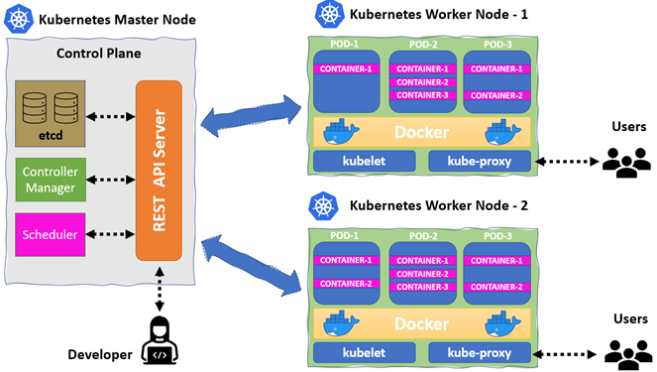 Kubernetes Master Node
Control Plane
etcd
Controller
Manager
Scheduler
REST API Server
Developer
Kubernetes Worker Node - 1
POD-1 POD-2 POD-3
CONTAINER-1 CONTAINER-1 CONTAINER-1
CONTAINER-2
CONTAINER-3 CONTAINER-2
Docker
kubelet kube-proxy
Users
Kubernetes Worker Node - 2
POD-1 POD-2 POD-3
CONTAINER-1 CONTAINER-1 CONTAINER-1
CONTAINER-2
CONTAINER-2 CONTAINER-3 CONTAINER-2
Docker
kubelet kube-proxy
Users